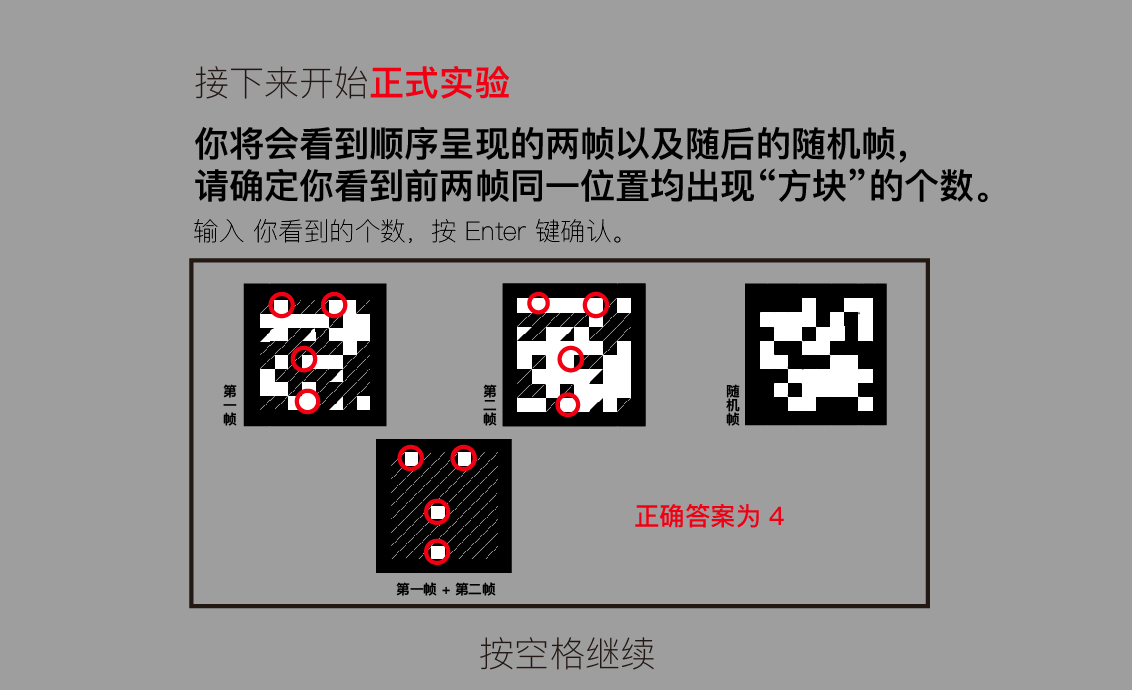 接下来开始正式实验
你将会看到顺序呈现的两帧以及随后的随机帧，
请确定你看到前两帧同一位置均出现“方块”的个数。
输入 你看到的个数，按 Enter 键确认。
第一帧
第二帧
随机帧
正确答案为 4
第一帧 + 第二帧
按空格继续